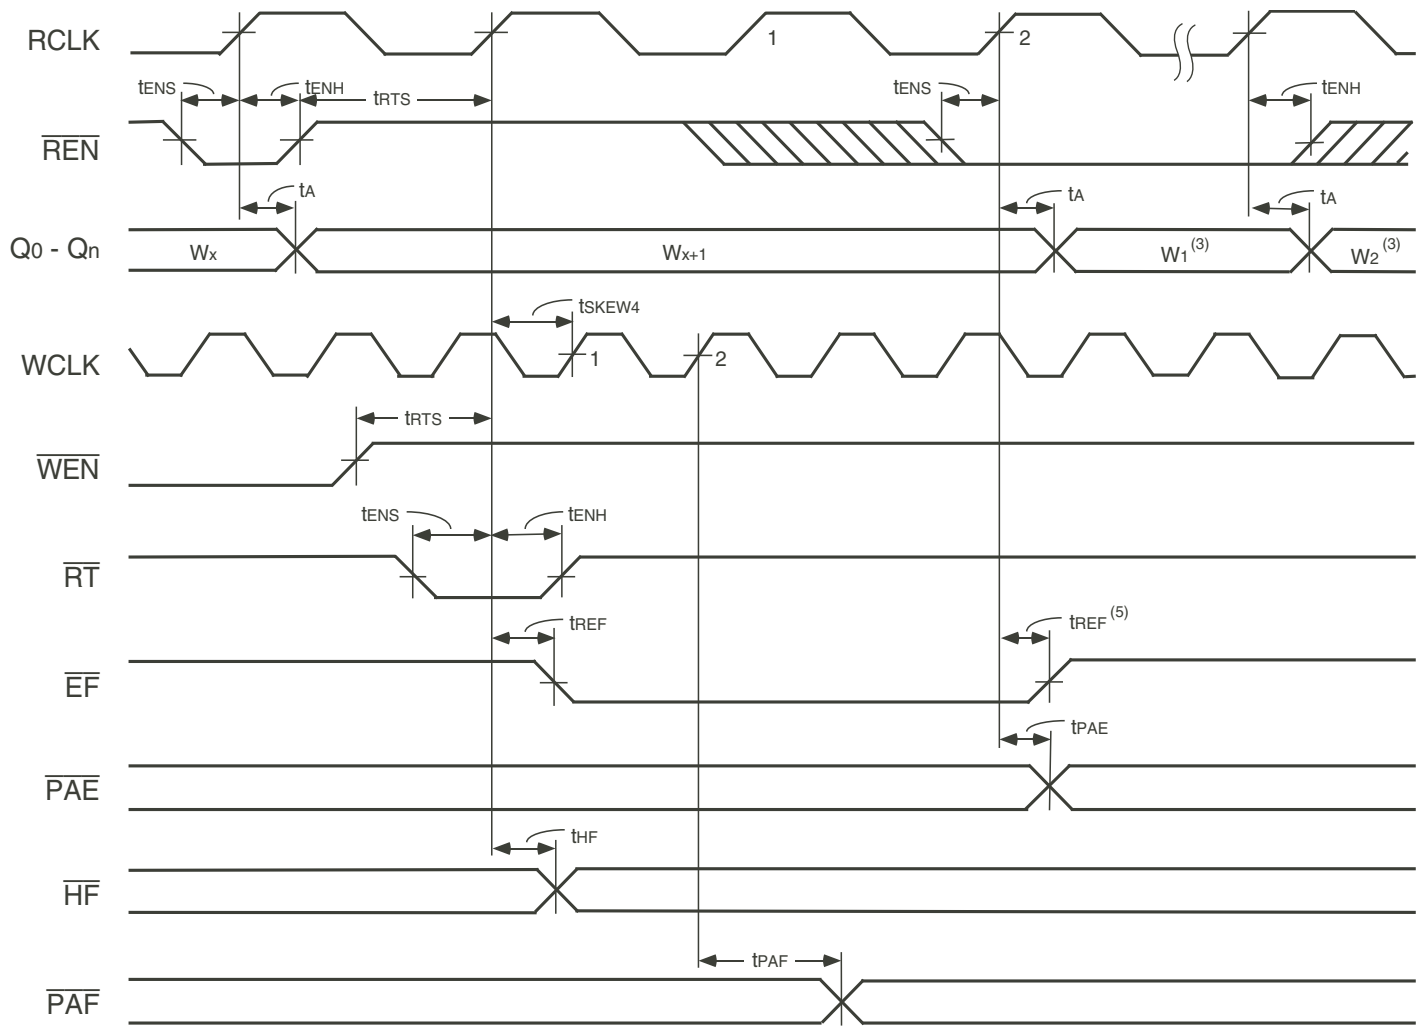 RCLK
1
2
tENS
tENH
tRTS
tENS
tENH
REN
tA
tA
tA
Q0 - Qn
Wx
Wx+1
W1(3)
W2(3)
tSKEW4
WCLK
1
2
tRTS
WEN
tENS
tENH
RT
tREF
tREF(5)
EF
tPAE
PAE
tHF
HF
tPAF
PAF